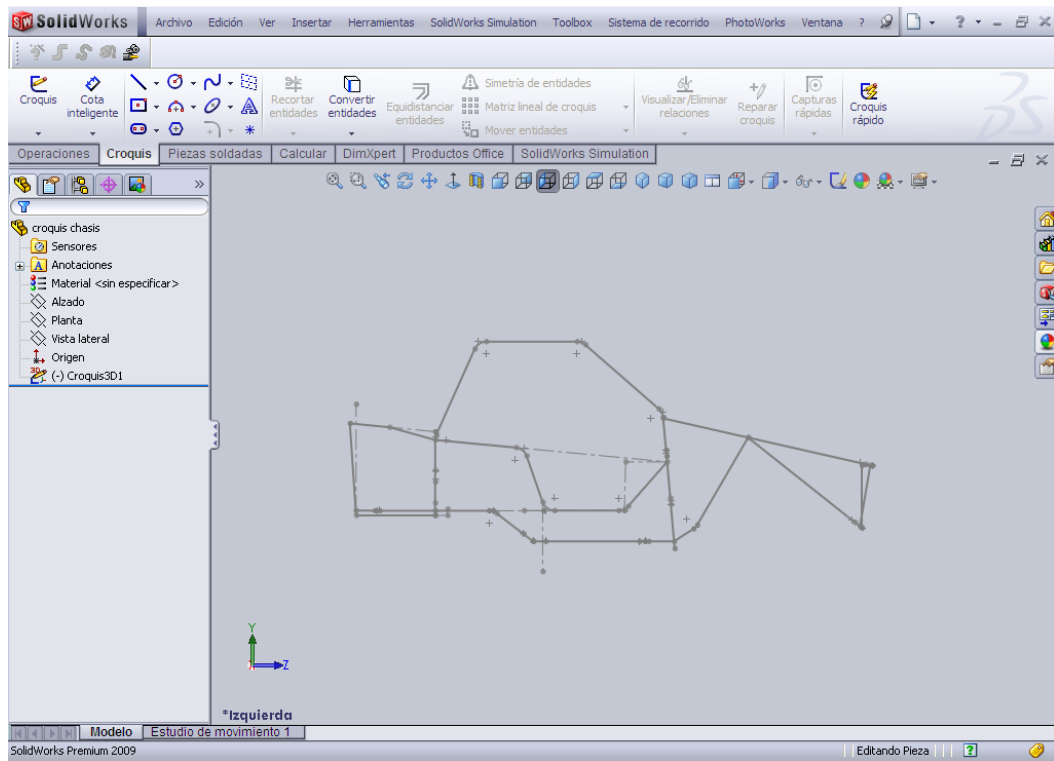 SolidWorks Archivo Edición Ver Insertar Herramientas SolidWorks Simulation Toolbox Sistema de recorrido PhotoWorks Ventana ? ?
Croquis Cota inteligente Recortar entidades Convertir entidades Equidistanciar entidades Simetría de entidades Visualizar/Eliminar relaciones Reparar croquis Capturas rápidas Croquis rápido
Matriz lineal de croquis
Mover entidades
Operaciones Croquis Piezas soldadas Calcular DimXpert Productos Office SolidWorks Simulation
croquis chasis
Sensores
A Anotaciones
Material <sin especificar>
Alzado
Planta
Vista lateral
Origen
3D (-) Croquis3D1
Y
Z
*Izquierda
Modelo Estudio de movimiento 1
SolidWorks Premium 2009 Editando Pieza ?